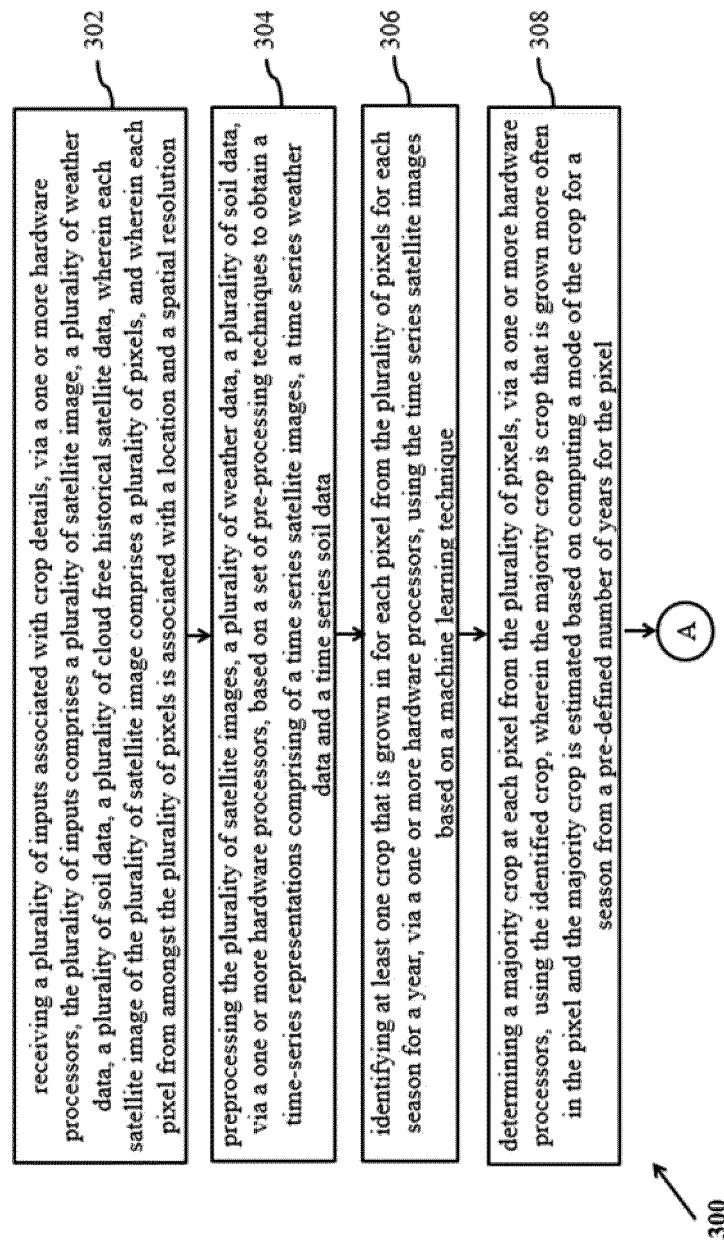 receiving a plurality of inputs associated with crop details, via a one or more hardware
processors, the plurality of inputs comprises a plurality of satellite image, a plurality of weather
data, a plurality of soil data, a plurality of cloud free historical satellite data, wherein each
satellite image of the plurality of satellite image comprises a plurality of pixels, and wherein each
pixel from amongst the plurality of pixels is associated with a location and a spatial resolution
302
preprocessing the plurality of satellite images, a plurality of weather data, a plurality of soil data,
via a one or more hardware processors, based on a set of pre-processing techniques to obtain a
time-series representations comprising of a time series satellite images, a time series weather
data and a time series soil data
304
identifying at least one crop that is grown in for each pixel from the plurality of pixels for each
season for a year, via a one or more hardware processors, using the time series satellite images
based on a machine learning technique
306
determining a majority crop at each pixel from the plurality of pixels, via a one or more hardware
processors, using the identified crop, wherein the majority crop is crop that is grown more often
in the pixel and the majority crop is estimated based on computing a mode of the crop for a
season from a pre-defined number of years for the pixel
308
A
300